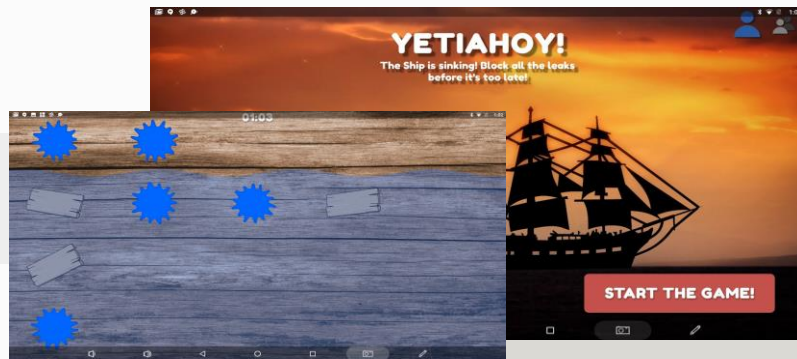 YETIAHOY!
The Ship is sinking! Block all the leaks
before it's too late!
01:03
START THE GAME!